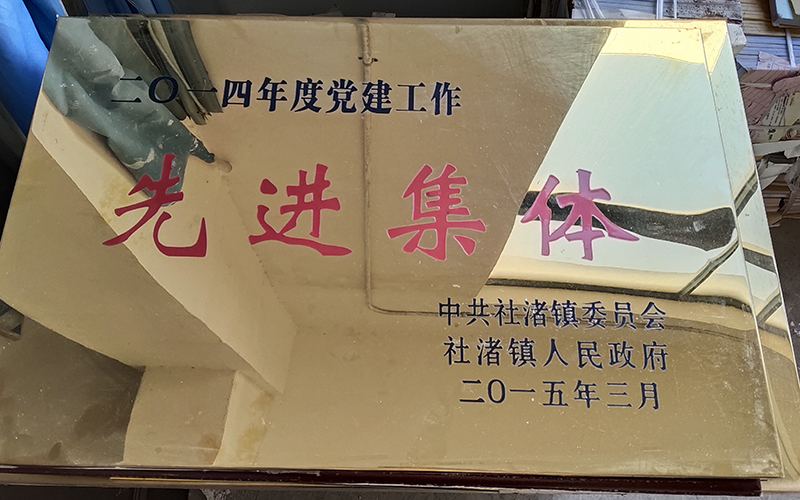 二〇一四年度党建工作
先进集体
中共社渚镇委员会
社渚镇人民政府
二〇一五年三月